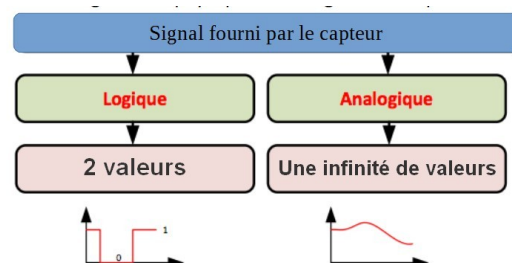 Signal fourni par le capteur
Logique
Analogique
2 valeurs
Une infinité de valeurs
1
0